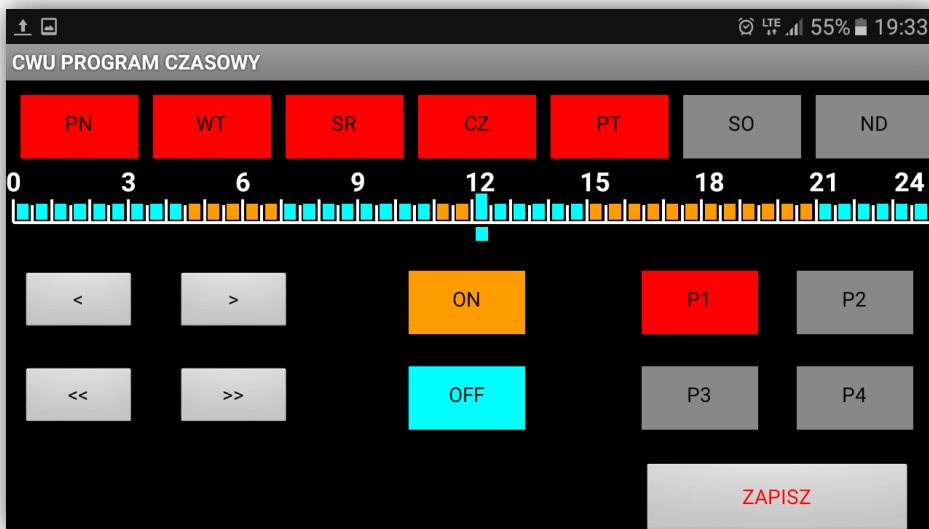 LTE 55% 19:33
CWU PROGRAM CZASOWY
PN WT SR CZ PT SO ND
0 3 6 9 12 15 18 21 24
< > ON P1 P2
<< >> OFF P3 P4
ZAPISZ